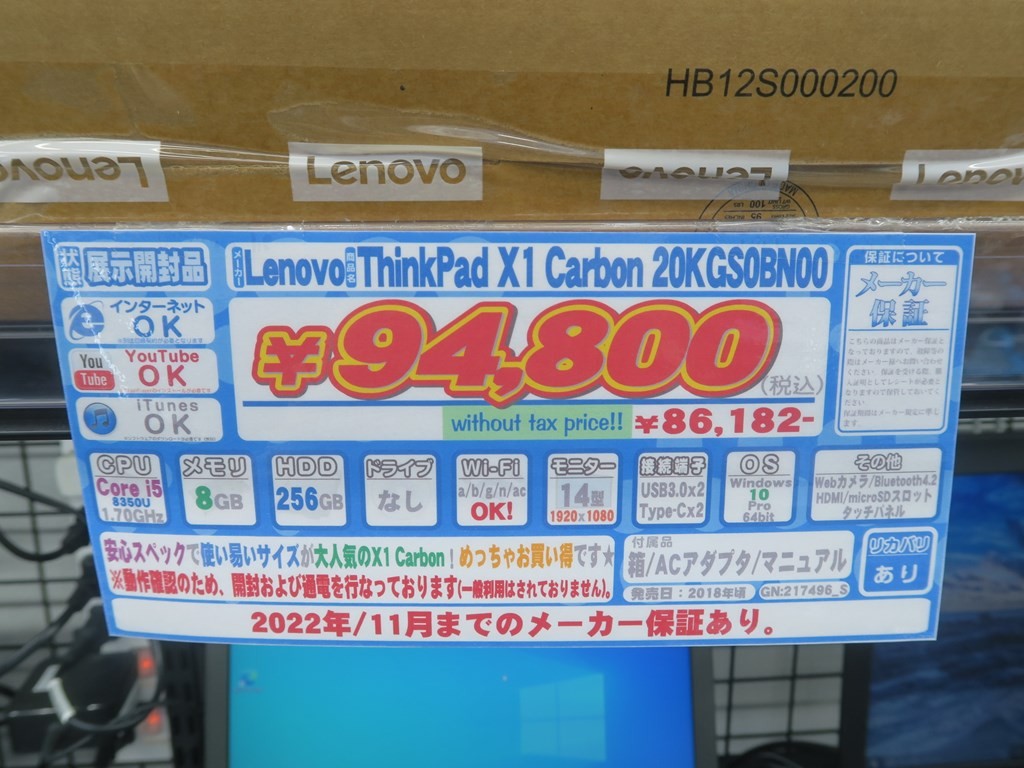 HB12S000200
Lenovo
Lenovo
Lenovo
Lenovo
状態
展示開封品
メーカー
Lenovo
商品名
ThinkPad X1 Carbon 20KGS0BN00
インターネット
OK
You
Tube
YouTube
OK
iTunes
OK
¥94,800
(税込)
without tax price!! ¥86,182-
保証について
メーカー
保証
CPU
Core i5
8350U
1.70GHz
メモリ
8GB
HDD
256GB
ドライブ
なし
Wi-Fi
a/b/g/n/ac
OK!
モニター
14型
1920x1080
接続端子
USB3.0x2
Type-Cx2
OS
Windows
10
Pro
64bit
その他
Webカメラ/Bluetooth4.2
HDMI/microSDスロット
タッチパネル
安心スペックで使い易いサイズが大人気のX1 Carbon！めっちゃお買い得です★
※動作確認のため、開封および通電を行なっております(一般利用はされておりません)。
付属品
箱/ACアダプタ/マニュアル
発売日：2018年頃
GN:217496_S
リカバリ
あり
2022年/11月までのメーカー保証あり。